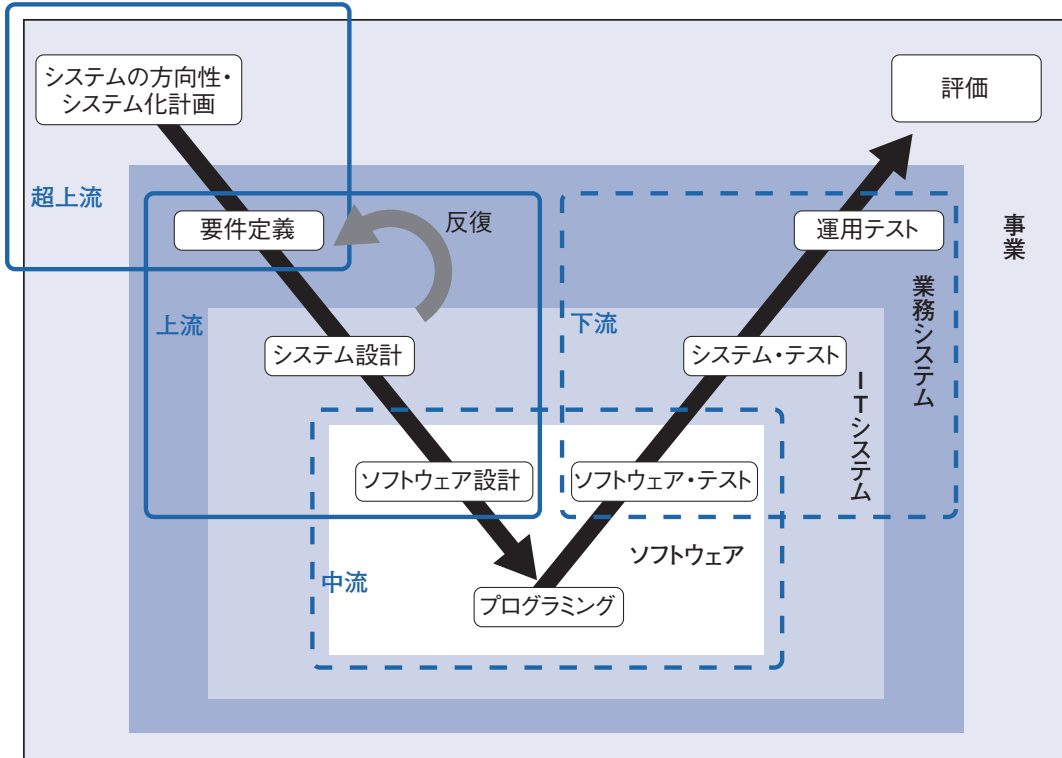 システムの方向性・
システム化計画
評価
超上流
要件定義
反復
運用テスト
事業
上流
下流
業務システム
システム設計
システム・テスト
ITシステム
ソフトウェア設計
ソフトウェア・テスト
ソフトウェア
中流
プログラミング